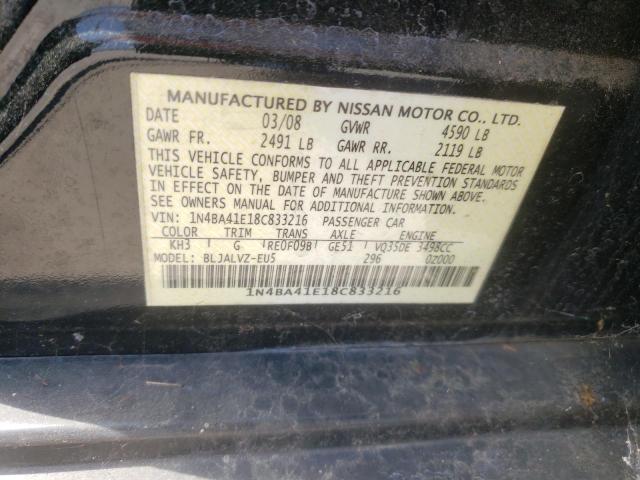 MANUFACTURED BY NISSAN MOTOR CO., LTD.
DATE 03/08 GVWR 4590 LB
GAWR FR. 2491 LB GAWR RR. 2119 LB
THIS VEHICLE CONFORMS TO ALL APPLICABLE FEDERAL MOTOR
VEHICLE SAFETY, BUMPER AND THEFT PREVENTION STANDARDS
IN EFFECT ON THE DATE OF MANUFACTURE SHOWN ABOVE.
SEE OWNERS MANUAL FOR ADDITIONAL INFORMATION
VIN: 1N4BA41E18C833216 PASSENGER CAR
COLOR TRIM TRANS AXLE ENGINE
KH3 G RE0F09B GE51 VQ35DE 3498CC
MODEL: BLJALVZ-EU5 296 0Z000
1N4BA41E18C833216